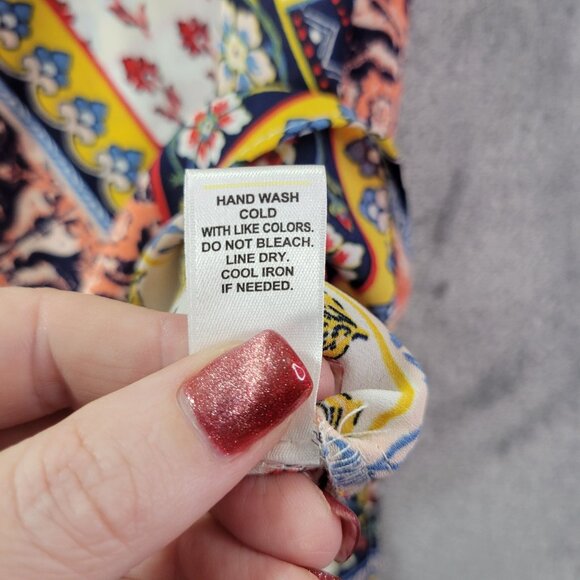 HAND WASH
COLD
WITH LIKE COLORS.
DO NOT BLEACH.
LINE DRY.
COOL IRON
IF NEEDED.